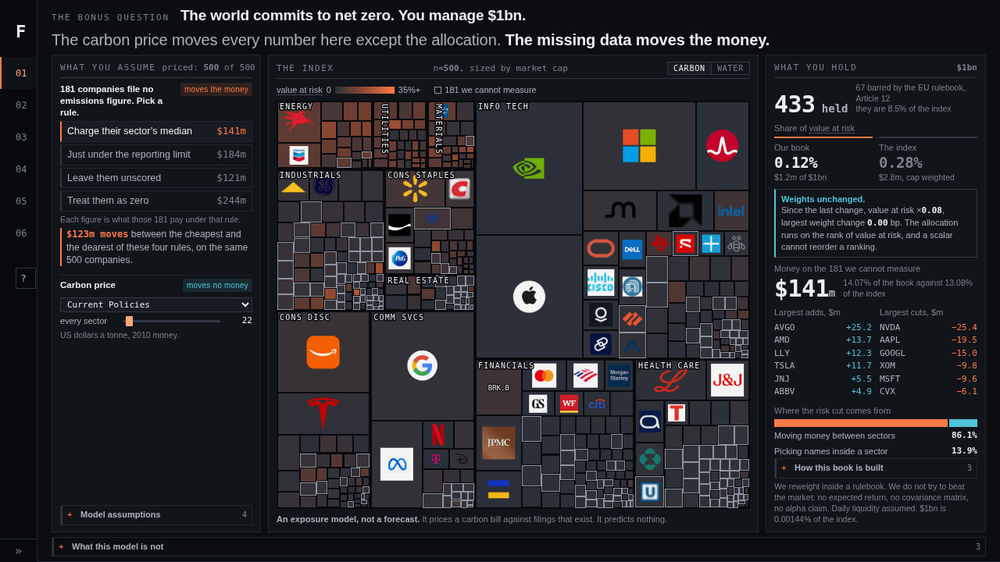 F
01
02
03
04
05
06
?
»
THE BONUS QUESTION The world commits to net zero. You manage $1bn.
The carbon price moves every number here except the allocation. The missing data moves the money.
WHAT YOU ASSUME priced: 500 of 500
181 companies file no emissions figure. Pick a rule.
moves the money
Charge their sector's median $141m
Just under the reporting limit $184m
Leave them unscored $121m
Treat them as zero $244m
Each figure is what those 181 pay under that rule.
$123m moves between the cheapest and
the dearest of these four rules, on the same
500 companies.
Carbon price moves no money
Current Policies
every sector 22
US dollars a tonne, 2010 money.
+ Model assumptions 4
THE INDEX n=500, sized by market cap CARBON WATER
value at risk 0 35%+ 181 we cannot measure
ENERGY
UTILITIES
MATERIALS
INFO TECH
INDUSTRIALS
CONS STAPLES
REAL ESTATE
CONS DISC
COMM SVCS
FINANCIALS
HEALTH CARE
P&G
intel
DELL
CISCO
BRK.B
Morgan Stanley
GS
WF
citi
JPMC
J&J
L
T
U
An exposure model, not a forecast. It prices a carbon bill against filings that exist. It predicts nothing.
WHAT YOU HOLD $1bn
433 held
67 barred by the EU rulebook,
Article 12
they are 8.5% of the index
Share of value at risk
Our book
0.12%
$1.2m of $1bn
The index
0.28%
$2.8m, cap weighted
Weights unchanged.
Since the last change, value at risk ×0.08,
largest weight change 0.00 bp. The allocation
runs on the rank of value at risk, and a scalar
cannot reorder a ranking.
Money on the 181 we cannot measure
$141m
14.07% of the book against 13.08%
of the index
Largest adds, $m Largest cuts, $m
AVGO +25.2 NVDA −25.4
AMD +13.7 AAPL −19.5
LLY +12.3 GOOGL −15.0
TSLA +11.7 XOM −9.8
JNJ +5.5 MSFT −9.6
ABBV +4.9 CVX −6.1
Where the risk cut comes from
Moving money between sectors 86.1%
Picking names inside a sector 13.9%
+ How this book is built 3
We reweight inside a rulebook. We do not try to beat
the market: no expected return, no covariance matrix,
no alpha claim. Daily liquidity assumed. $1bn is
0.00144% of the index.
+ What this model is not 3